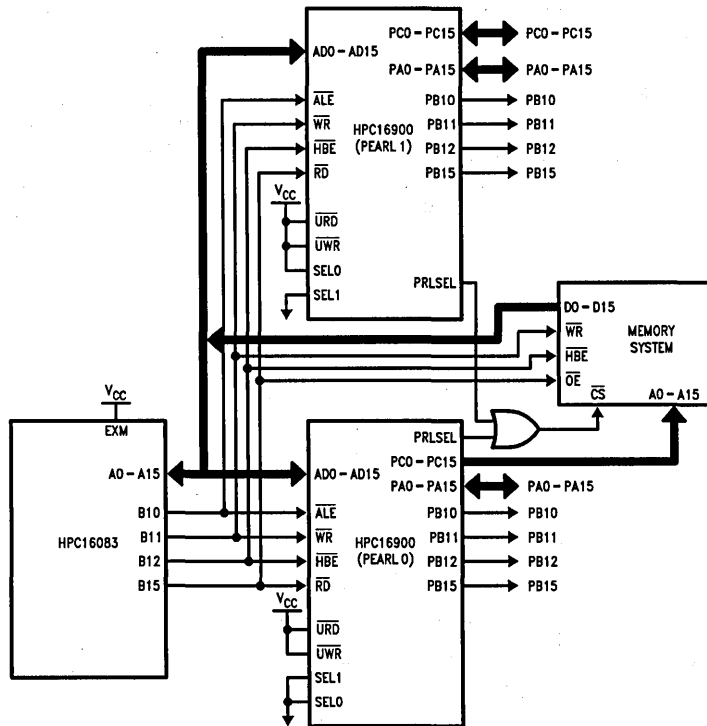 PC0-PC15 PC0-PC15
AD0-AD15
PA0-PA15 PA0-PA15
ALE PB10 PB10
WR PB11 PB11
HPC16900
(PEARL 1)
HBE PB12 PB12
RD PB15 PB15
VCC
URD
UWR
SEL0
PRLSEL
SEL1
D0-D15
WR MEMORY
SYSTEM
HBE
OE
CS A0-A15
VCC
EXM
PRLSEL
PC0-PC15
A0-A15 AD0-AD15
PA0-PA15 PA0-PA15
B10 ALE PB10 PB10
HPC16083
B11 WR PB11 PB11
HPC16900
(PEARL 0)
B12 HBE PB12 PB12
B15 RD PB15 PB15
VCC
URD
UWR
SEL1
SEL0